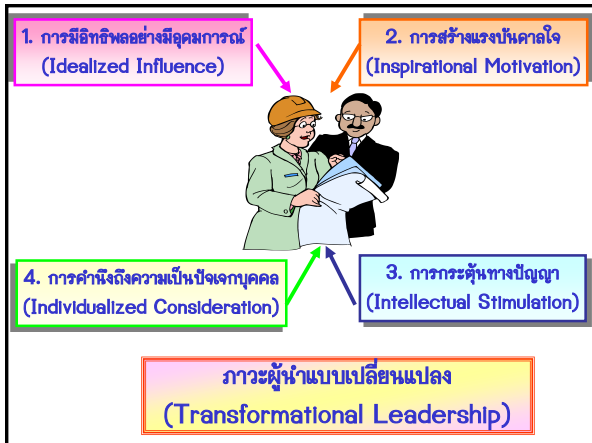 1. การมีอิทธิพลอย่างมีอุดมการณ์
(Idealized Influence)
2. การสร้างแรงบันดาลใจ
(Inspirational Motivation)
4. การคำนึงถึงความเป็นปัจเจกบุคคล
(Individualized Consideration)
3. การกระตุ้นทางปัญญา
(Intellectual Stimulation)
ภาวะผู้นำแบบเปลี่ยนแปลง
(Transformational Leadership)